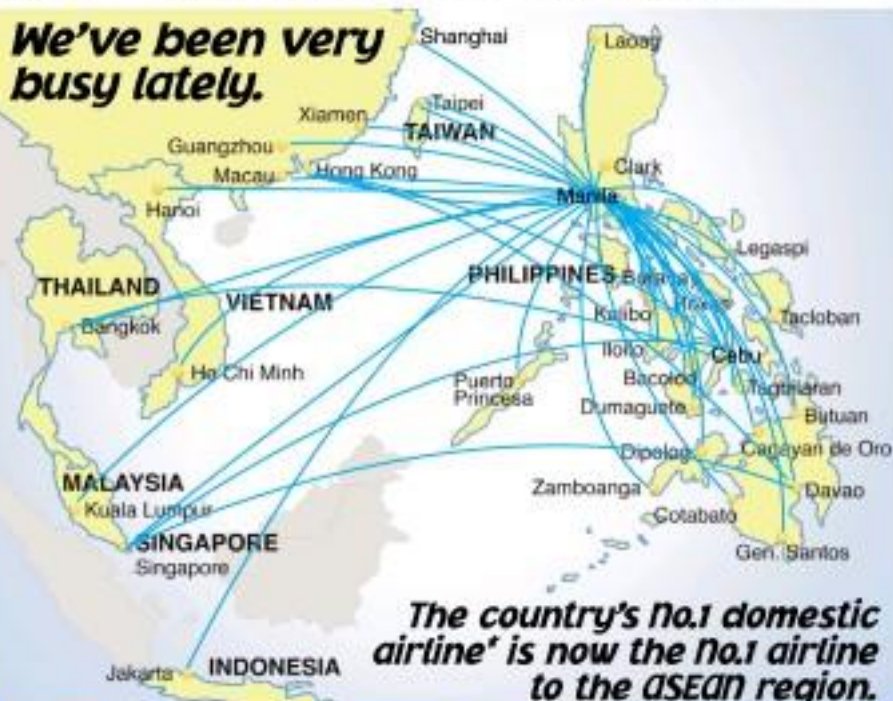 We've been very
busy lately.
Shanghai
Laoag
Taipei
Xiamen
TAIWAN
Guangzhou
Macau
Hong Kong
Clark
Manila
Hanoi
Legaspi
THAILAND
PHILIPPINES
VIETNAM
Bangkok
Kalibo
Tacloban
Iloilo
Cebu
Ho Chi Minh
Puerto
Princesa
Bacolod
Tagbilaran
Dumaguete
Butuan
Dipolog
Cagayan de Oro
MALAYSIA
Kuala Lumpur
Zamboanga
Davao
Cotabato
SINGAPORE
Singapore
Gen. Santos
The country's No.1 domestic
airline* is now the No.1 airline
to the ASEAN region.
Jakarta
INDONESIA